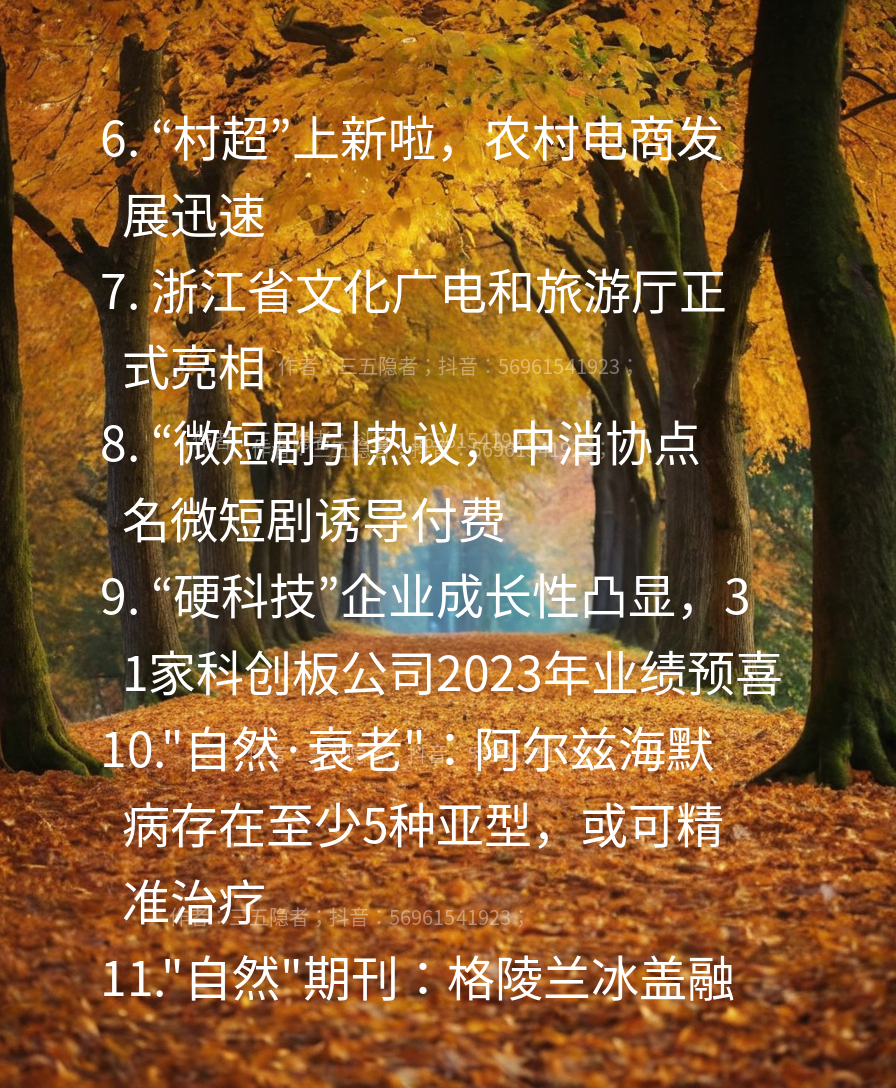 6. “村超”上新啦，农村电商发
展迅速
7. 浙江省文化广电和旅游厅正
式亮相
作者：三五隐者；抖音：56961541923；
8. “微短剧引热议，中消协点
名微短剧诱导付费
9. “硬科技”企业成长性凸显，3
1家科创板公司2023年业绩预喜
10."自然·衰老"：阿尔兹海默
病存在至少5种亚型，或可精
准治疗
作者：三五隐者；抖音：56961541923；
11."自然"期刊：格陵兰冰盖融